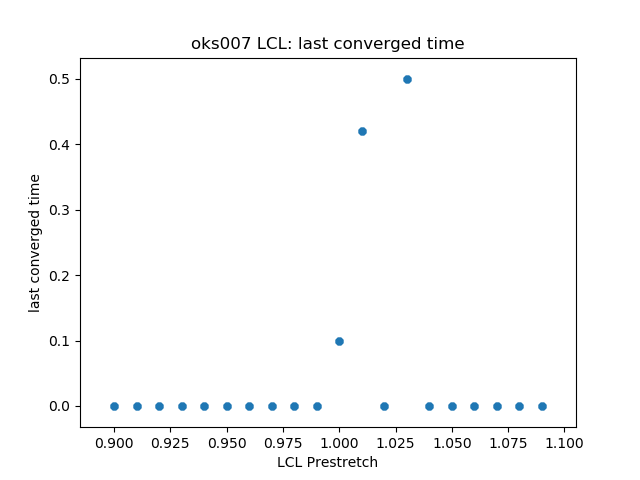 oks007 LCL: last converged time
last converged time
0.5
0.4
0.3
0.2
0.1
0.0
0.900 0.925 0.950 0.975 1.000 1.025 1.050 1.075 1.100
LCL Prestretch